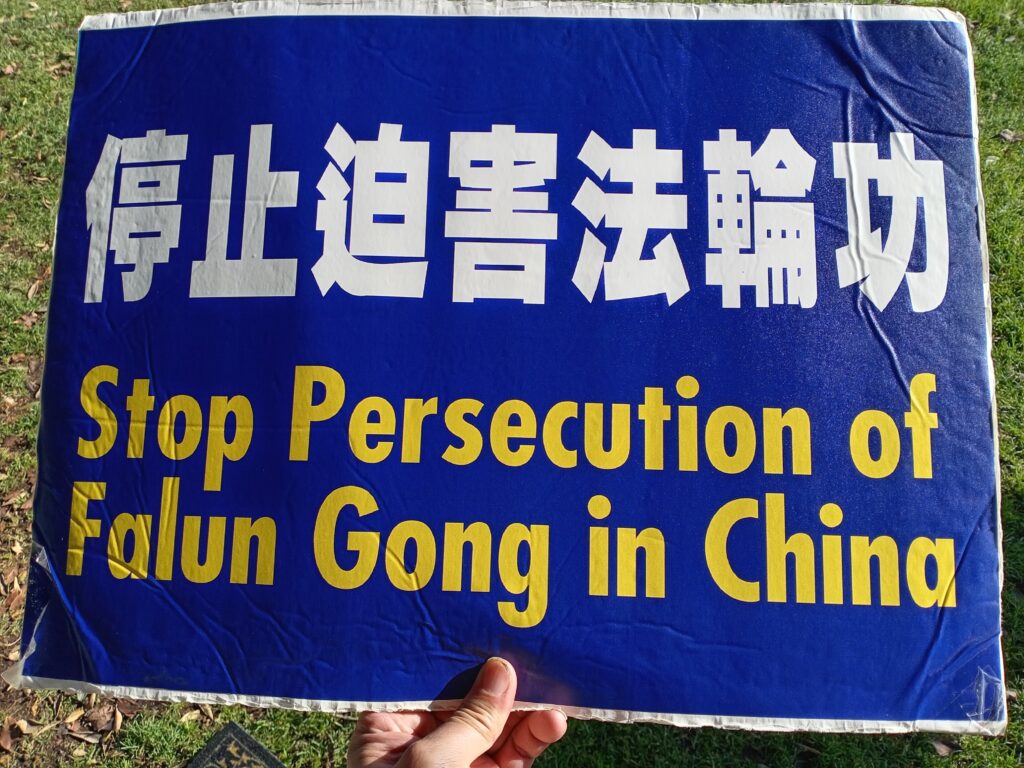 停止迫害法輪功
Stop Persecution of
Falun Gong in China